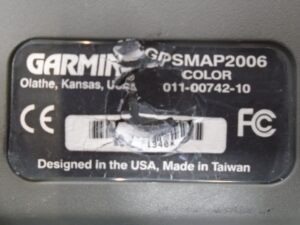 GARMIN GPSMAP2006
COLOR
Olathe, Kansas, 011-00742-10
CE FC
Designed in the USA, Made in Taiwan